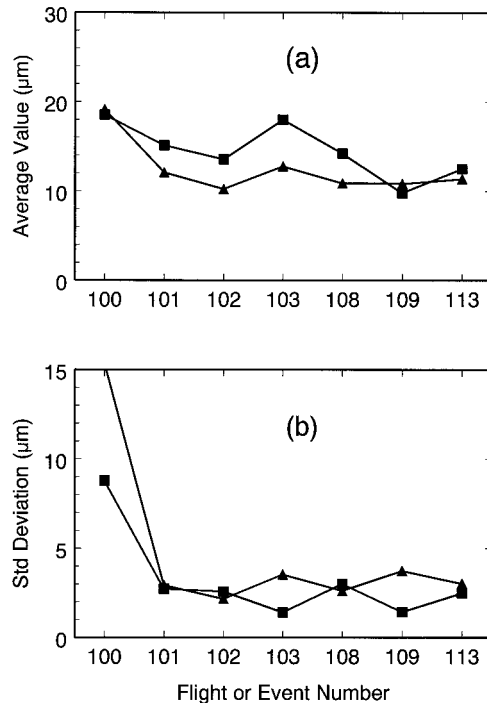 30
(a)
20
Average Value (μm)
10
0
100 101 102 103 108 109 113
15
(b)
10
Std Deviation (μm)
5
0
100 101 102 103 108 109 113
Flight or Event Number